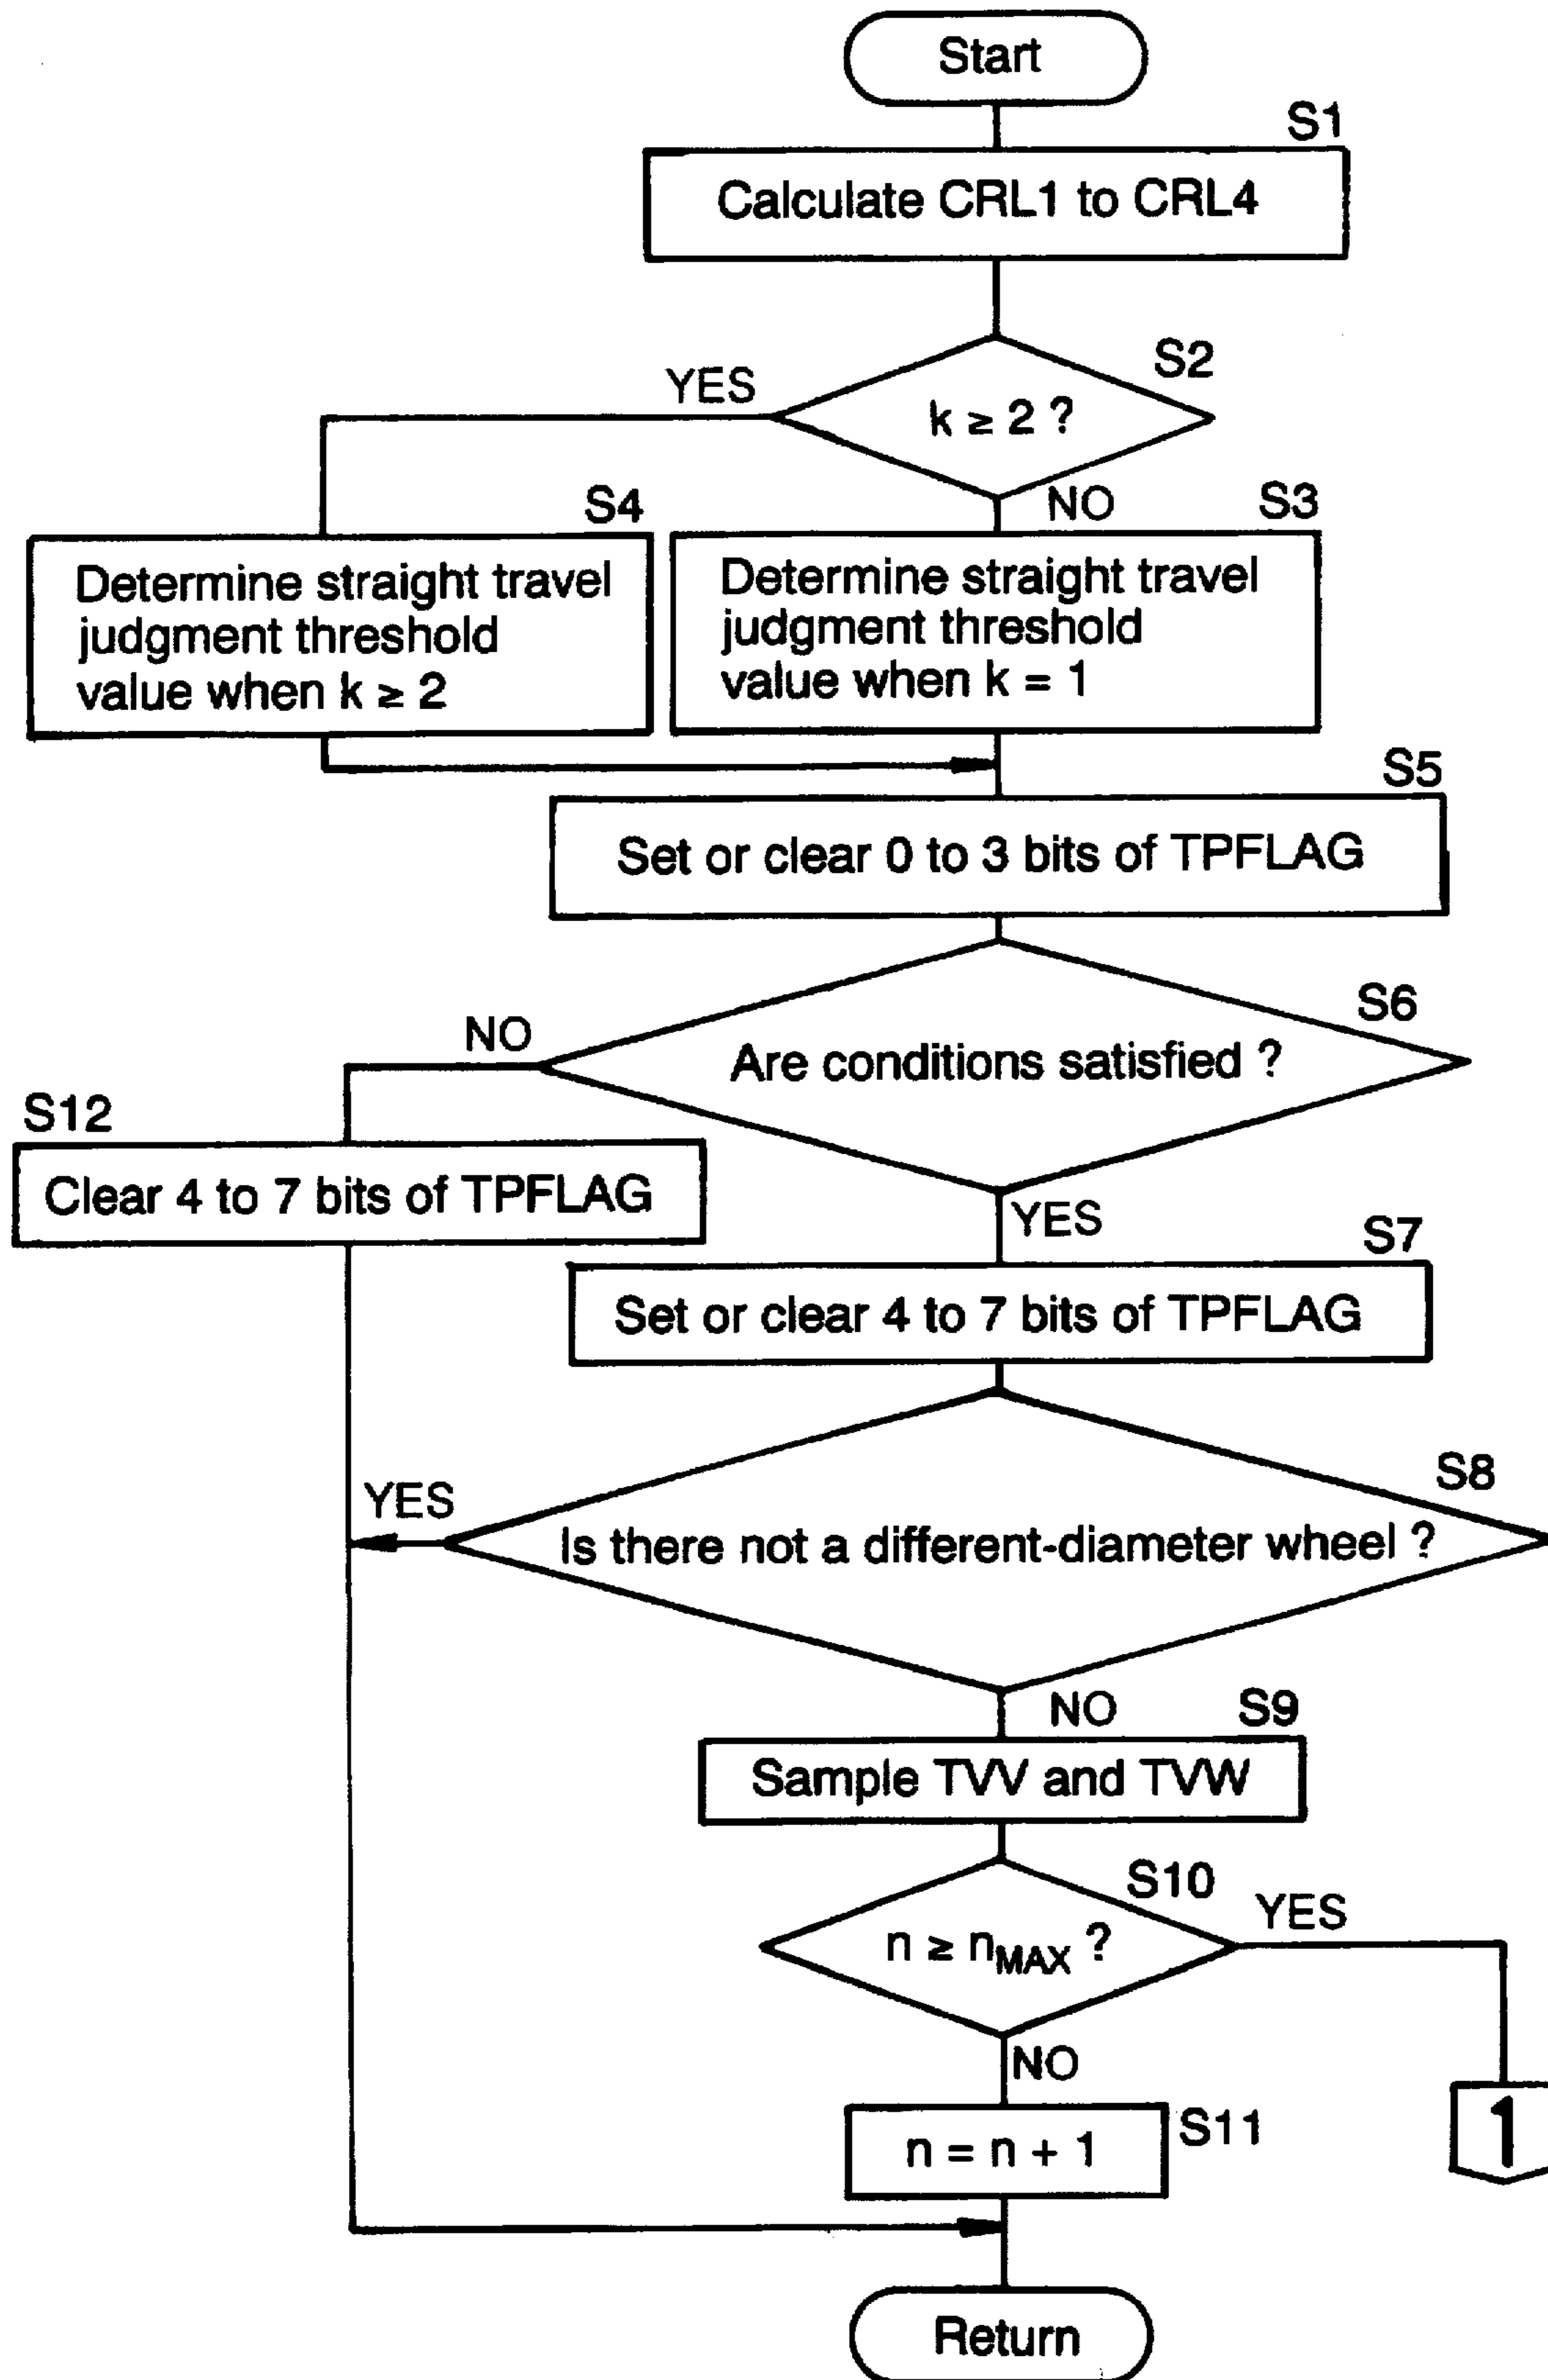 Start
S1
Calculate CRL1 to CRL4
S2
YES
k ≥ 2 ?
NO
S4
S3
Determine straight travel
judgment threshold
value when k ≥ 2
Determine straight travel
judgment threshold
value when k = 1
S5
Set or clear 0 to 3 bits of TPFLAG
S6
NO
Are conditions satisfied ?
S12
Clear 4 to 7 bits of TPFLAG
YES
S7
Set or clear 4 to 7 bits of TPFLAG
S8
YES
Is there not a different-diameter wheel ?
NO
S9
Sample TVV and TVW
S10
YES
n ≥ nMAX ?
NO
1
S11
n = n + 1
Return